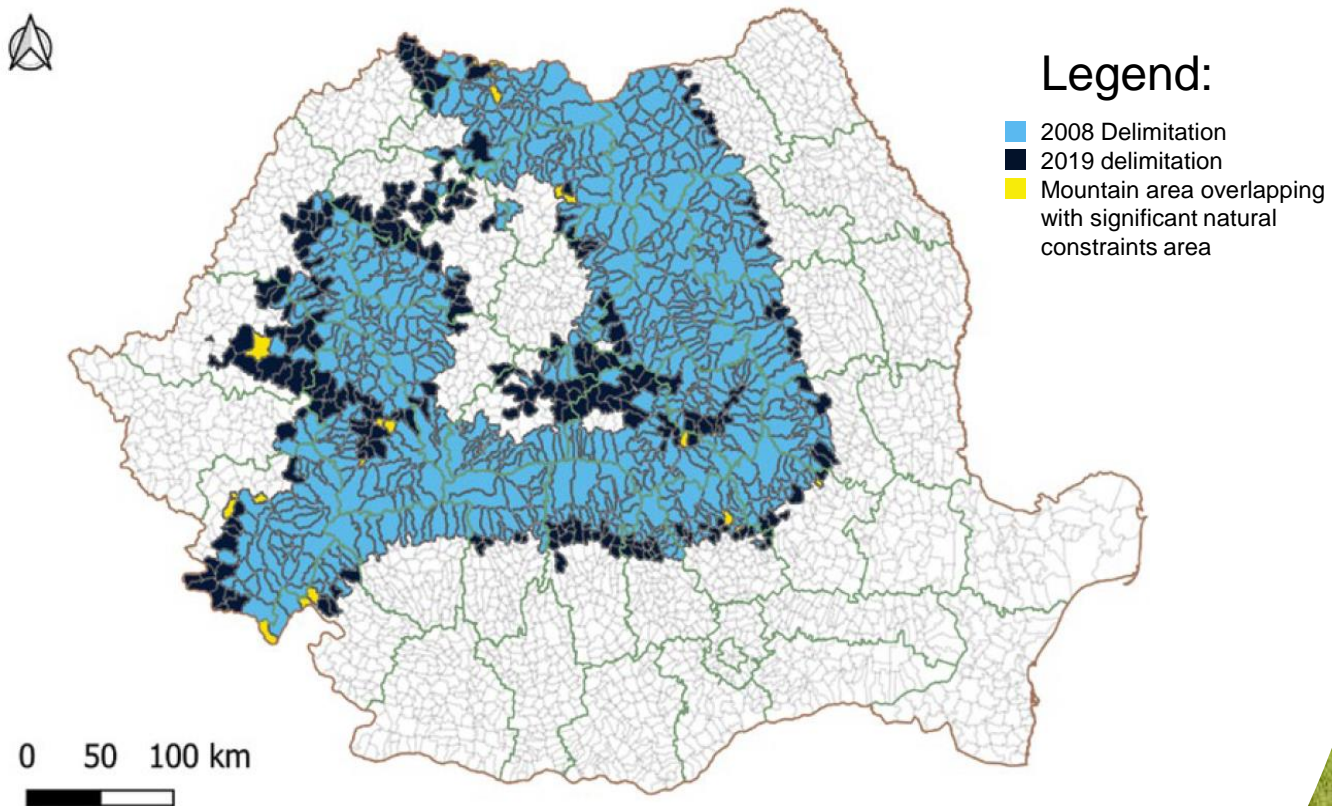 Legend:
2008 Delimitation
2019 delimitation
Mountain area overlapping
with significant natural
constraints area
0 50 100 km